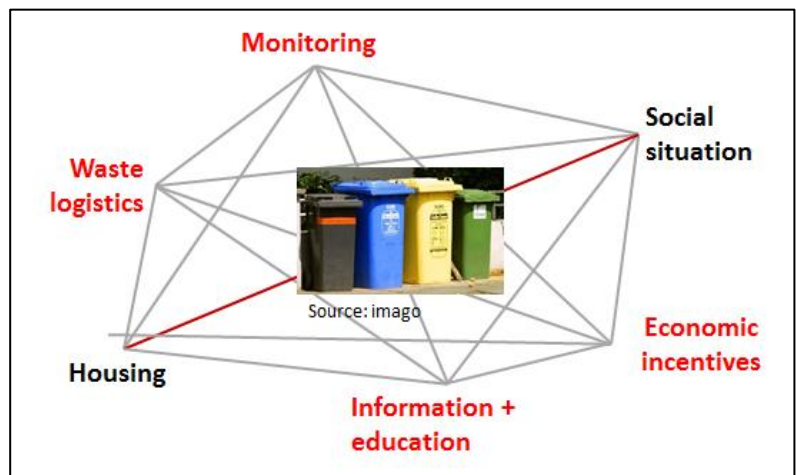 Monitoring
Social
situation
Waste
logistics
Source: imago
Economic
incentives
Housing
Information +
education